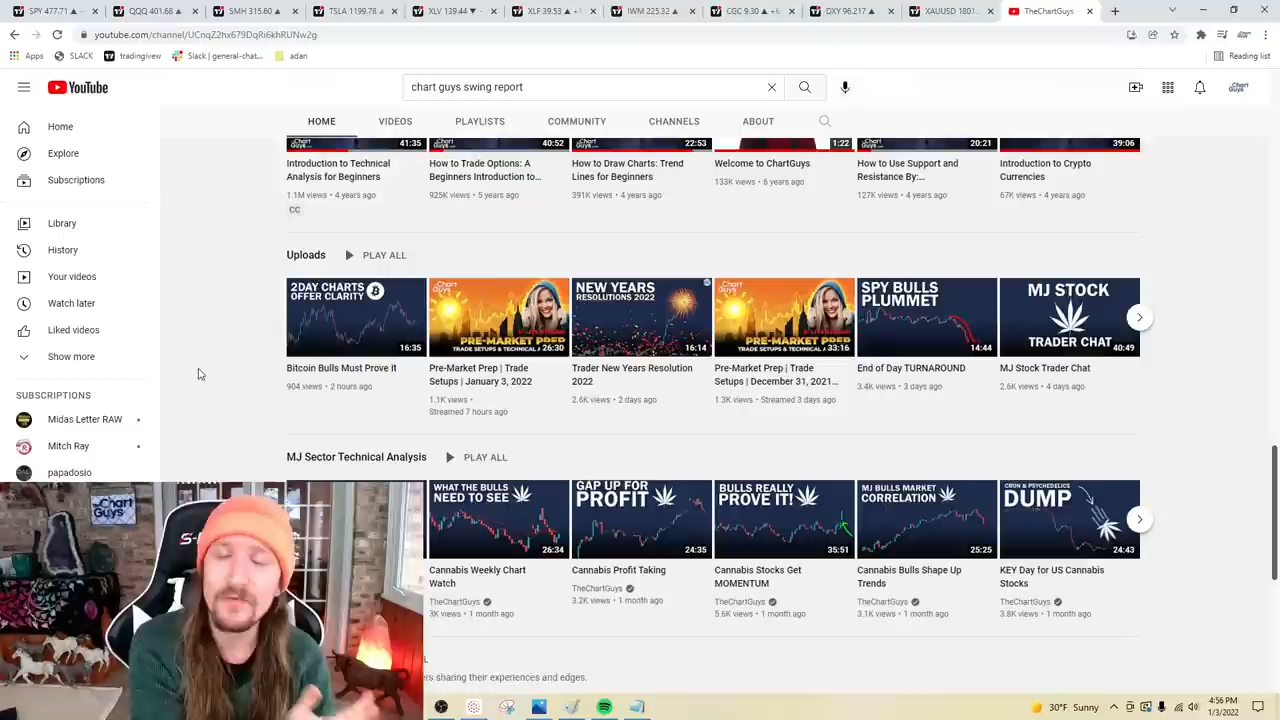 SPY 477.71
QQQ 401.68
SMH 315.60
TSLA 1199.78
XLV 139.44
XLF 39.53
IWM 225.32
CGC 9.30
DXY 96.217
XAUUSD 1801
TheChartGuys
youtube.com/channel/UCnqZ2hx679DqRi6khRUNw2g
Apps
SLACK
tradingview
Slack | general-chat...
adan
Reading list
YouTube
chart guys swing report
HOME
VIDEOS
PLAYLISTS
COMMUNITY
CHANNELS
ABOUT
Home
Explore
Subscriptions
Library
History
Your videos
Watch later
Liked videos
Show more
SUBSCRIPTIONS
Midas Letter RAW
Mitch Ray
papadosio
41:35
40:52
22:53
1:22
20:21
39:06
Introduction to Technical
Analysis for Beginners
1.1M views • 4 years ago
CC
How to Trade Options: A
Beginners Introduction to...
925K views • 5 years ago
How to Draw Charts: Trend
Lines for Beginners
391K views • 4 years ago
Welcome to ChartGuys
133K views • 6 years ago
How to Use Support and
Resistance By:...
127K views • 4 years ago
Introduction to Crypto
Currencies
67K views • 4 years ago
Uploads
PLAY ALL
2DAY CHARTS
OFFER CLARITY
16:35
PRE-MARKET PREP
TRADE SETUPS & TECHNICAL
26:30
NEW YEARS
RESOLUTIONS 2022
16:14
PRE-MARKET PREP
TRADE SETUPS & TECHNICAL
33:16
SPY BULLS
PLUMMET
14:44
MJ STOCK
TRADER CHAT
40:49
Bitcoin Bulls Must Prove It
904 views • 2 hours ago
Pre-Market Prep | Trade
Setups | January 3, 2022
1.1K views •
Streamed 7 hours ago
Trader New Years Resolution
2022
2.6K views • 2 days ago
Pre-Market Prep | Trade
Setups | December 31, 2021...
1.3K views • Streamed 3 days ago
End of Day TURNAROUND
3.4K views • 3 days ago
MJ Stock Trader Chat
2.6K views • 4 days ago
MJ Sector Technical Analysis
PLAY ALL
WHAT THE BULLS
NEED TO SEE
26:34
GAP UP FOR
PROFIT
24:35
BULLS REALLY
PROVE IT!
35:51
MJ BULLS MARKET
CORRELATION
25:25
CRON & PSYCHEDELICS
DUMP
24:43
Cannabis Weekly Chart
Watch
TheChartGuys
3K views • 1 month ago
Cannabis Profit Taking
TheChartGuys
3.2K views • 1 month ago
Cannabis Stocks Get
MOMENTUM
TheChartGuys
5.6K views • 1 month ago
Cannabis Bulls Shape Up
Trends
TheChartGuys
3.1K views • 1 month ago
KEY Day for US Cannabis
Stocks
TheChartGuys
3.8K views • 1 month ago
Chart
Guys
rs sharing their experiences and edges.
30°F Sunny
4:56 PM
1/3/2022